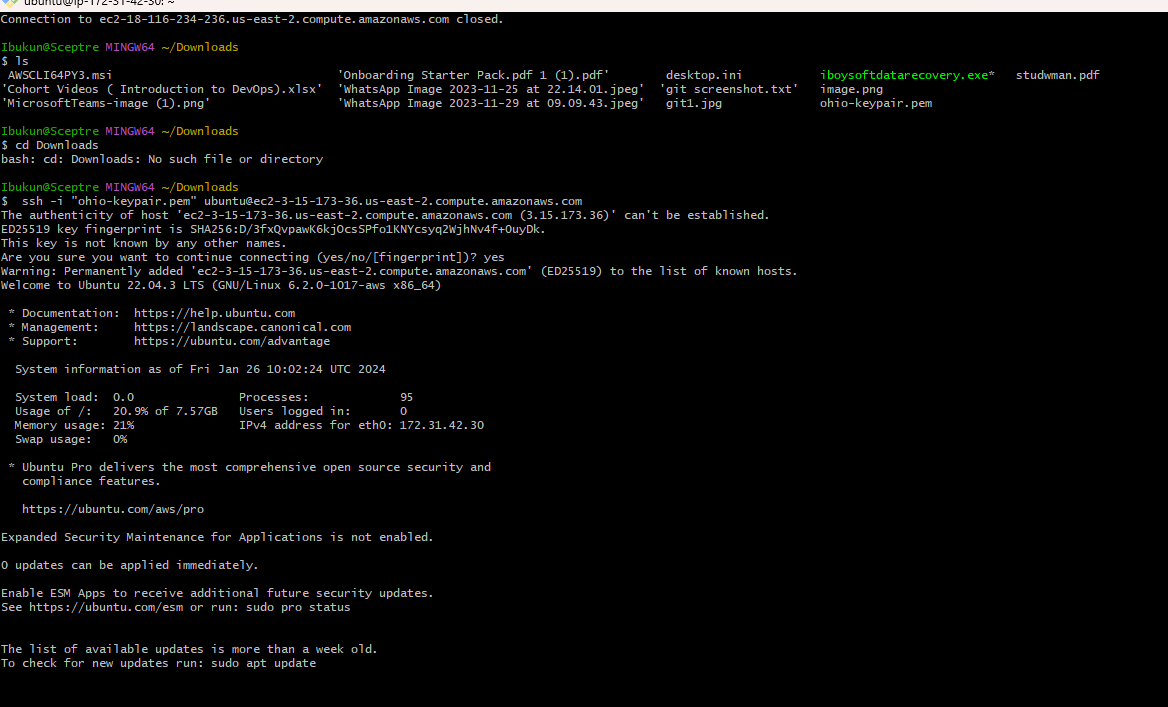 ubuntu@ip-172-31-42-30: ~
Connection to ec2-18-116-234-236.us-east-2.compute.amazonaws.com closed.
Ibukun@Sceptre MINGW64 ~/Downloads
$ ls
AWSCLI64PY3.msi 'Onboarding Starter Pack.pdf 1 (1).pdf' desktop.ini iboysoftdatarecovery.exe* studwman.pdf
'Cohort Videos ( Introduction to DevOps).xlsx' 'WhatsApp Image 2023-11-25 at 22.14.01.jpeg' 'git screenshot.txt' image.png
'MicrosoftTeams-image (1).png' 'WhatsApp Image 2023-11-29 at 09.09.43.jpeg' git1.jpg ohio-keypair.pem
Ibukun@Sceptre MINGW64 ~/Downloads
$ cd Downloads
bash: cd: Downloads: No such file or directory
Ibukun@Sceptre MINGW64 ~/Downloads
$ ssh -i "ohio-keypair.pem" ubuntu@ec2-3-15-173-36.us-east-2.compute.amazonaws.com
The authenticity of host 'ec2-3-15-173-36.us-east-2.compute.amazonaws.com (3.15.173.36)' can't be established.
ED25519 key fingerprint is SHA256:D/3fxQvpawK6kjOcsSPfo1KNYcsyq2WjhNv4f+OuyDk.
This key is not known by any other names.
Are you sure you want to continue connecting (yes/no/[fingerprint])? yes
Warning: Permanently added 'ec2-3-15-173-36.us-east-2.compute.amazonaws.com' (ED25519) to the list of known hosts.
Welcome to Ubuntu 22.04.3 LTS (GNU/Linux 6.2.0-1017-aws x86_64)
* Documentation: https://help.ubuntu.com
* Management: https://landscape.canonical.com
* Support: https://ubuntu.com/advantage
System information as of Fri Jan 26 10:02:24 UTC 2024
System load: 0.0 Processes: 95
Usage of /: 20.9% of 7.57GB Users logged in: 0
Memory usage: 21% IPv4 address for eth0: 172.31.42.30
Swap usage: 0%
* Ubuntu Pro delivers the most comprehensive open source security and
compliance features.
https://ubuntu.com/aws/pro
Expanded Security Maintenance for Applications is not enabled.
0 updates can be applied immediately.
Enable ESM Apps to receive additional future security updates.
See https://ubuntu.com/esm or run: sudo pro status
The list of available updates is more than a week old.
To check for new updates run: sudo apt update